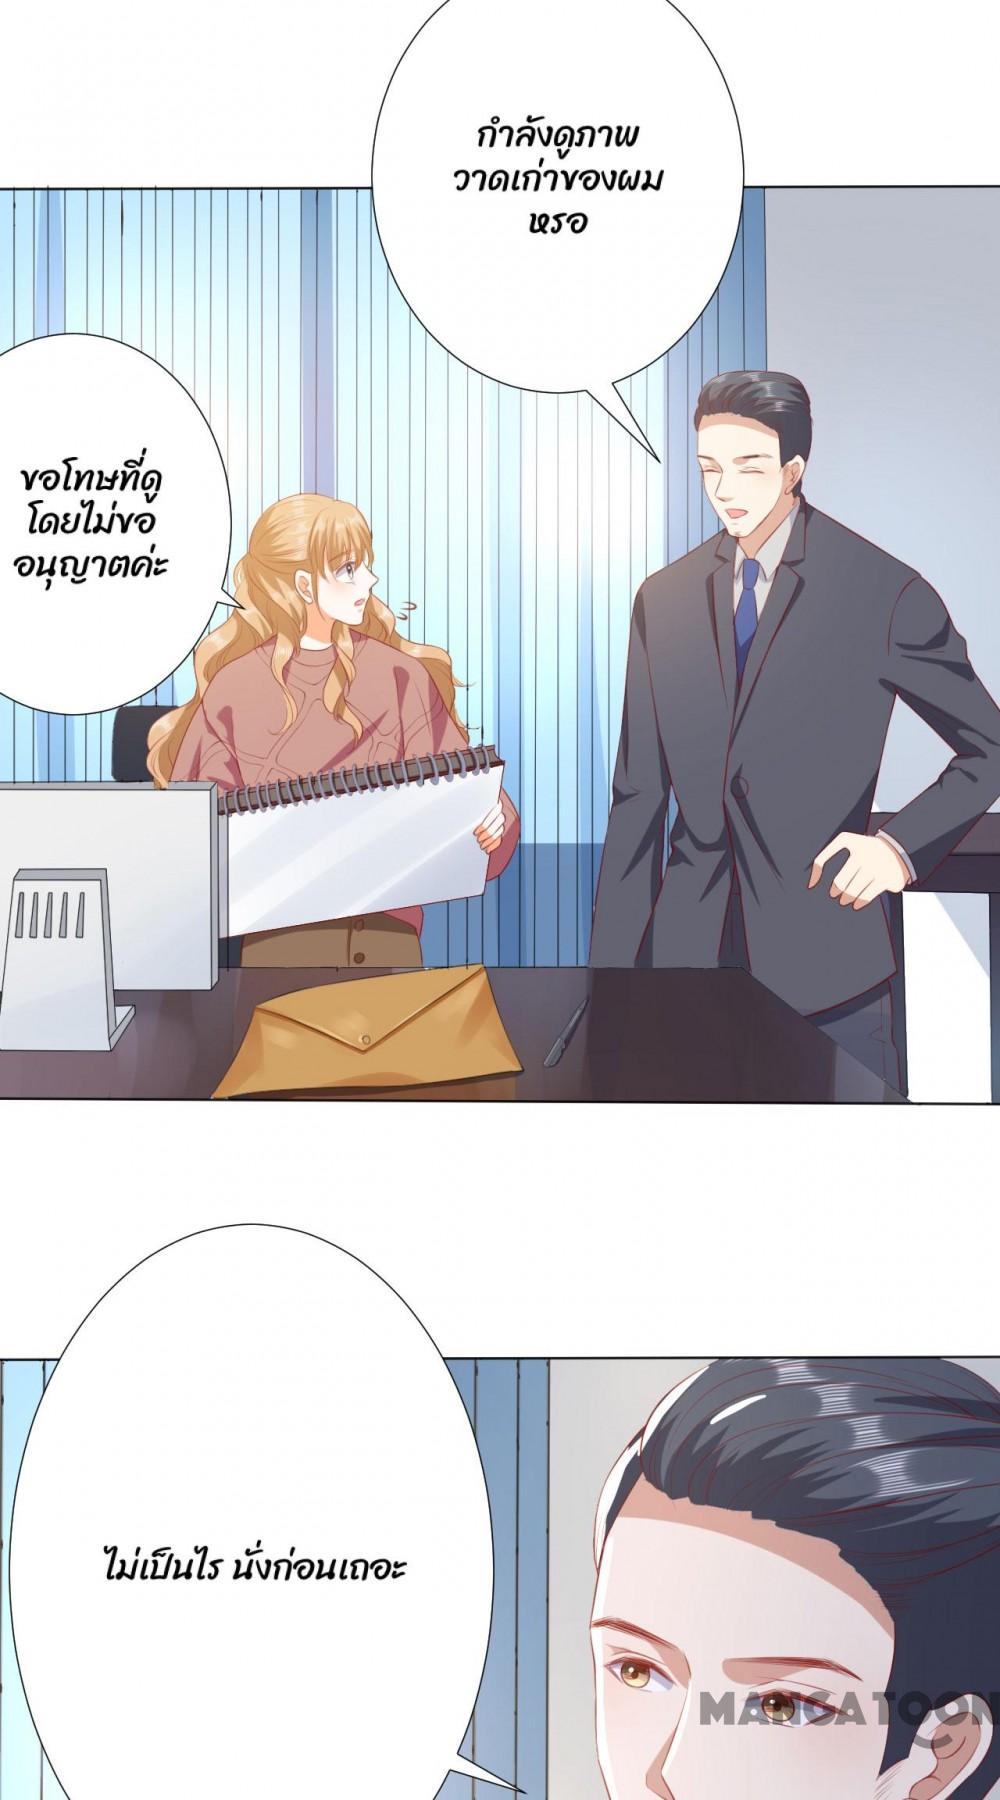 กำลังดูภาพ
วาดเก่าของผม
หรอ
ขอโทษที่ดู
โดยไม่ขอ
อนุญาตค่ะ
ไม่เป็นไร นั่งก่อนเถอะ
MANGATOON